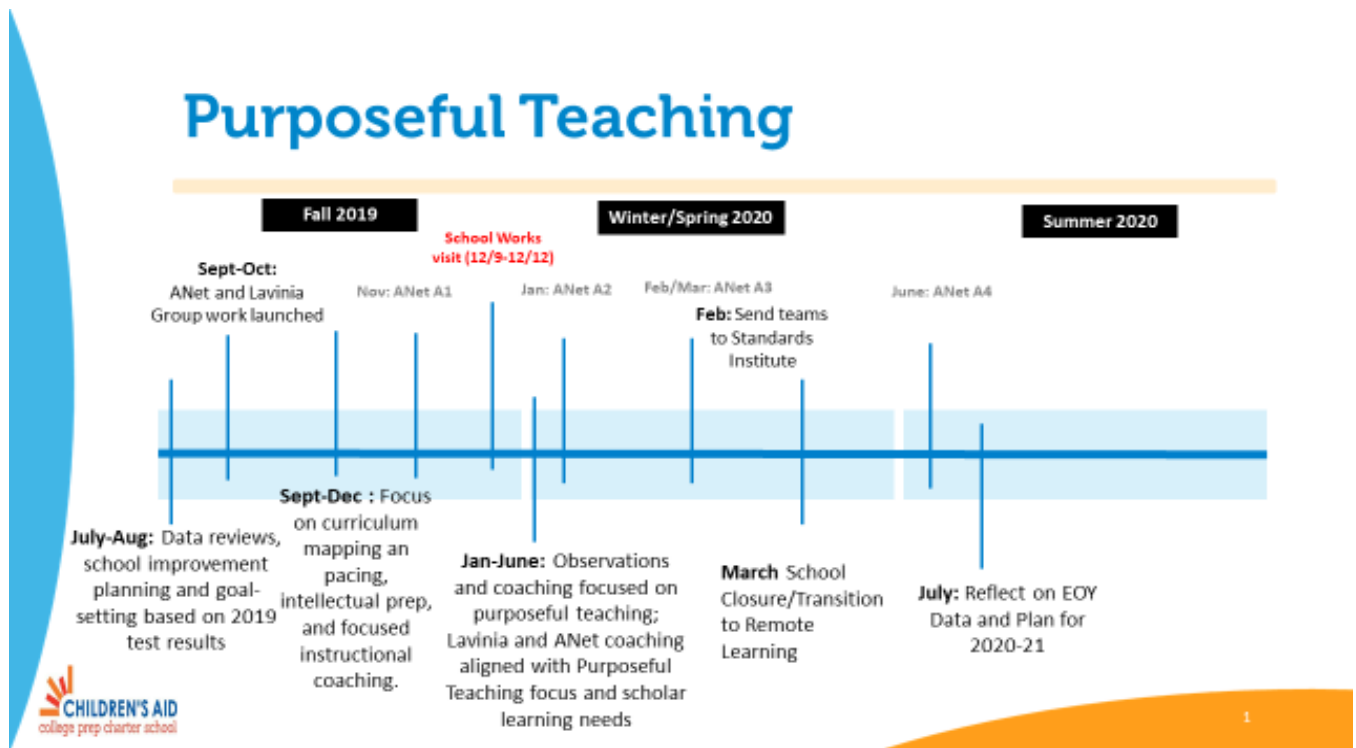 Purposeful Teaching
Fall 2019
Winter/Spring 2020
Summer 2020
School Works
visit (12/9-12/12)
Sept-Oct:
ANet and Lavinia
Group work launched
Nov: ANet A1
Jan: ANet A2
Feb/Mar: ANet A3
Feb: Send teams
to Standards
Institute
June: ANet A4
July-Aug: Data reviews,
school improvement
planning and goal-
setting based on 2019
test results
Sept-Dec : Focus
on curriculum
mapping an
pacing,
intellectual prep,
and focused
instructional
coaching.
Jan-June: Observations
and coaching focused on
purposeful teaching;
Lavinia and ANet coaching
aligned with Purposeful
Teaching focus and scholar
learning needs
March School
Closure/Transition
to Remote
Learning
July: Reflect on EOY
Data and Plan for
2020-21
CHILDREN'S AID
college prep charter school
1